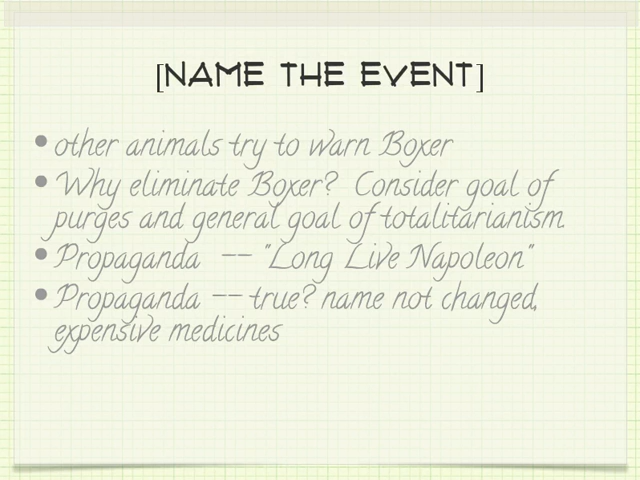 [NAME THE EVENT]
• other animals try to warn Boxer
• Why eliminate Boxer? Consider goal of
purges and general goal of totalitarianism.
• Propaganda -- "Long Live Napoleon"
• Propaganda -- true? name not changed,
expensive medicines